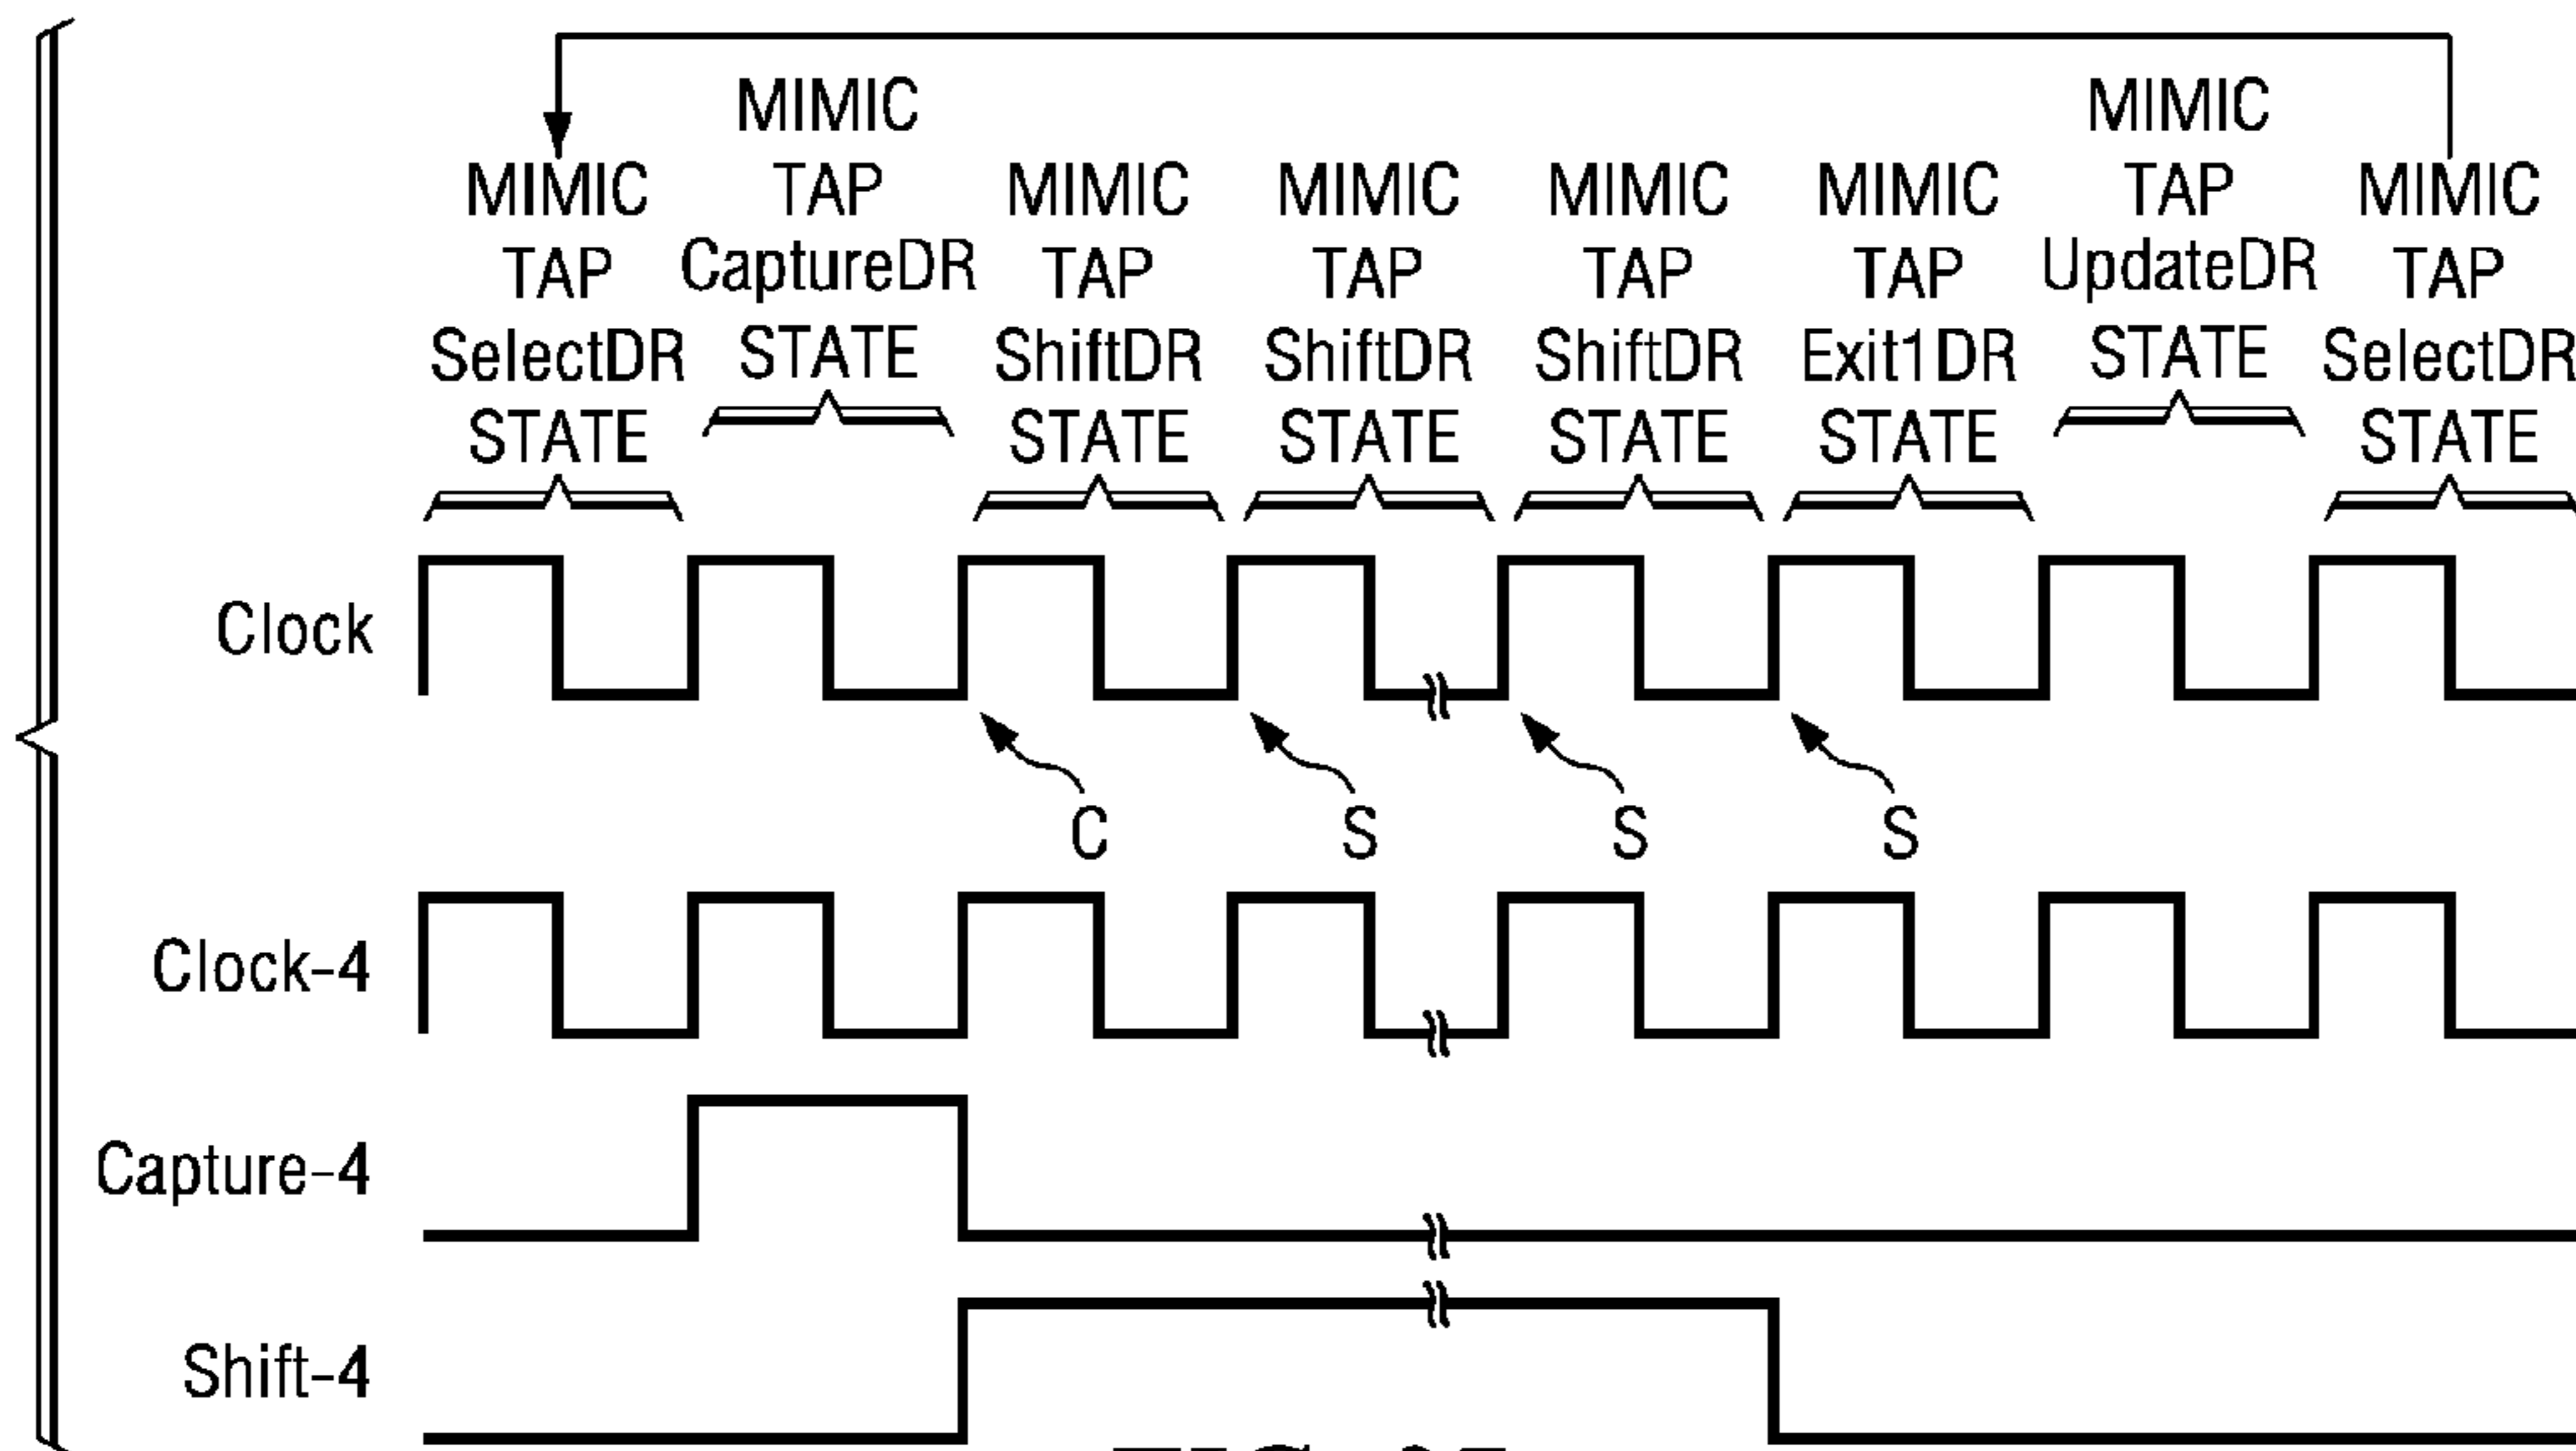 MIMIC
TAP
SelectDR
STATE
MIMIC
TAP
CaptureDR
STATE
MIMIC
TAP
ShiftDR
STATE
MIMIC
TAP
ShiftDR
STATE
MIMIC
TAP
ShiftDR
STATE
MIMIC
TAP
Exit1DR
STATE
MIMIC
TAP
UpdateDR
STATE
MIMIC
TAP
SelectDR
STATE
Clock
C
S
S
S
Clock-4
Capture-4
Shift-4